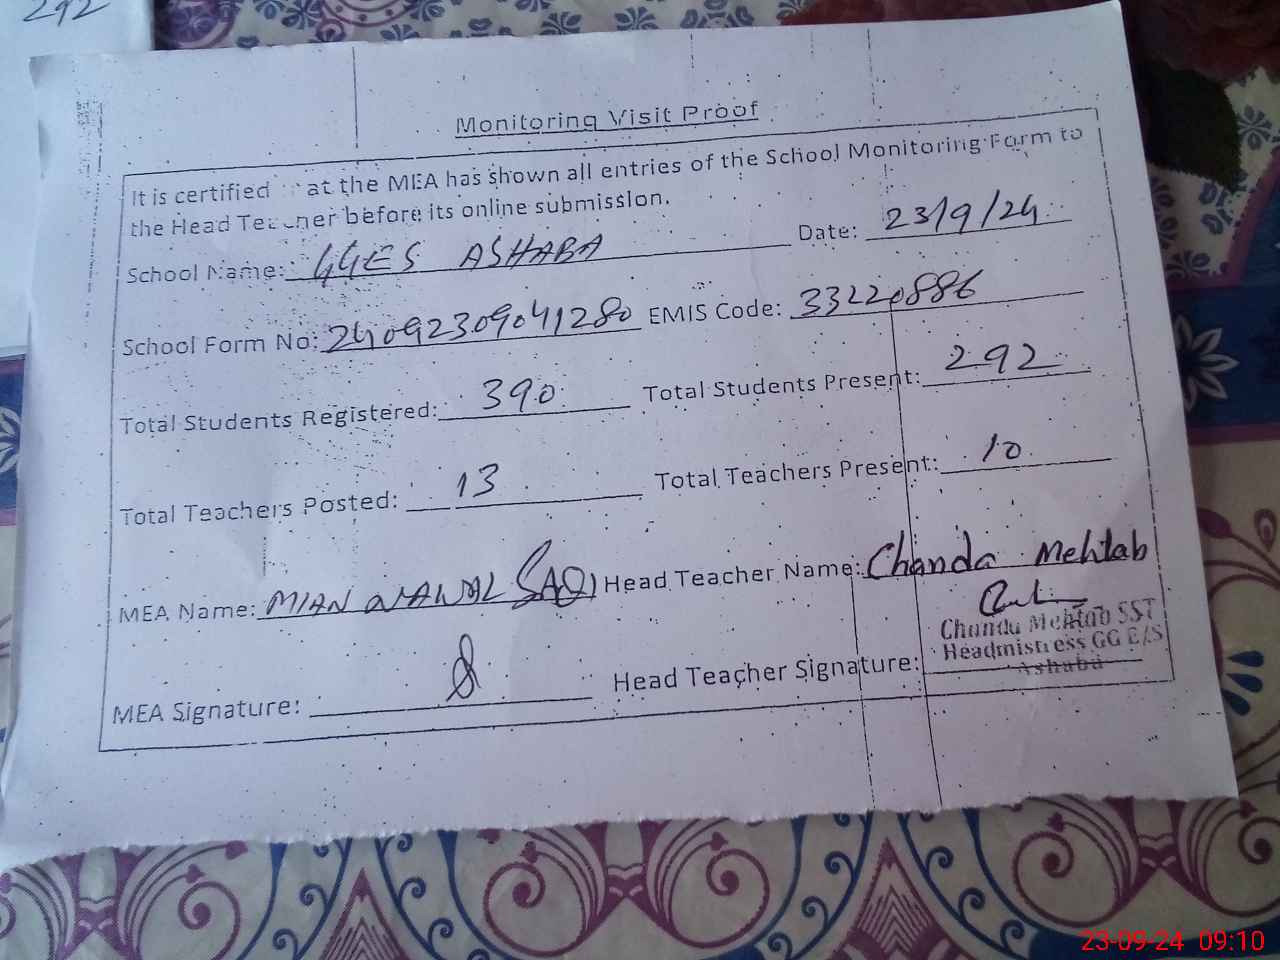 292
Monitoring Visit Proof
It is certified at the MEA has shown all entries of the School Monitoring Form to
the Head Teacher before its online submission.
School Name: GGES ASHABA Date: 23/9/24
School Form No: 24092309041280 EMIS Code: 33220886
Total Students Registered: 390 Total Students Present: 292
Total Teachers Posted: 13 Total Teachers Present: 10
MEA Name: MIAN NAWAL SAQI Head Teacher Name: Chanda Mehtab
Chanda Mehtab SST
Headmistress GG E/S
Ashaba
MEA Signature: Head Teacher Signature:
23-09-24 09:10